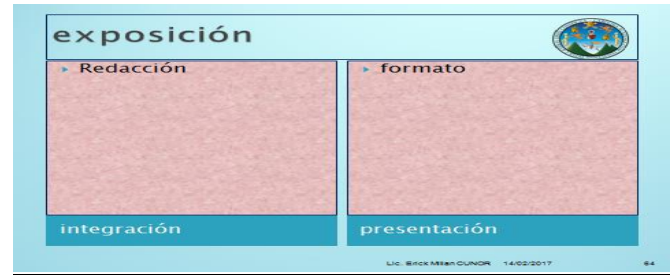 exposición
Redacción
formato
integración
presentación
Lic. Erick Milan CUNOR 14/02/2017 64